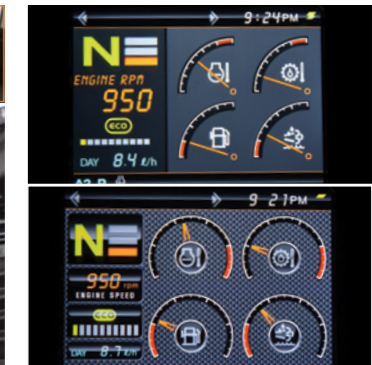 9:24PM
N
ENGINE RPM
950
eco
DAY 8.4 ℓ/h
9 21PM
N
950 rpm
ENGINE SPEED
eco
DAY 8.7 ℓ/h